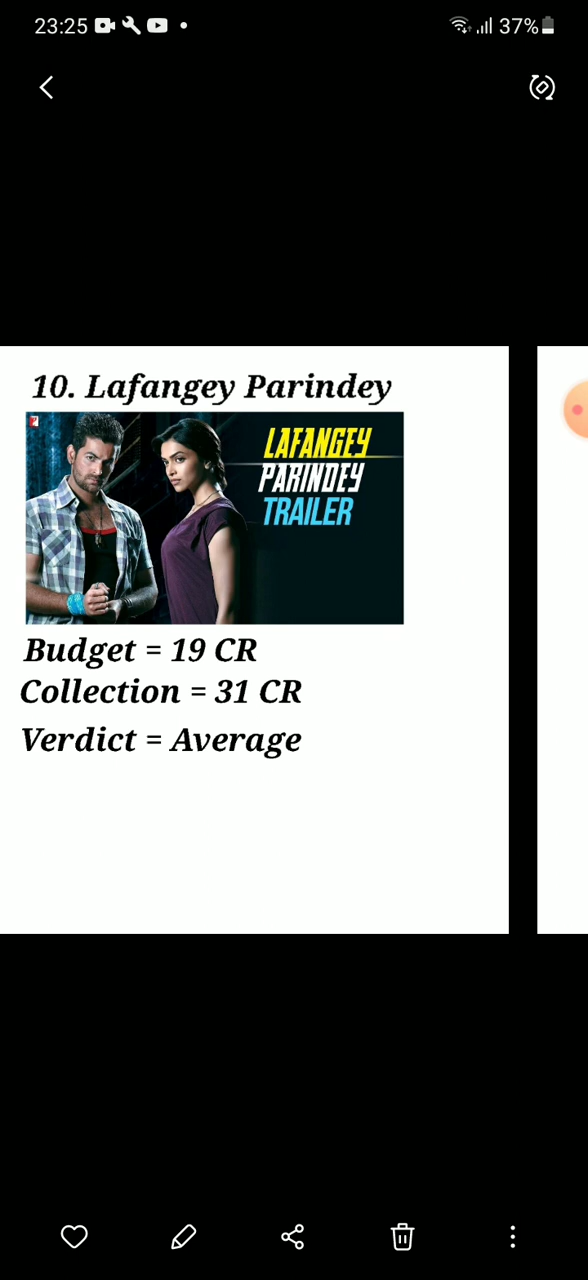 23:25
37%
10. Lafangey Parindey
LAFANGEY
PARINDEY
TRAILER
Budget = 19 CR
Collection = 31 CR
Verdict = Average